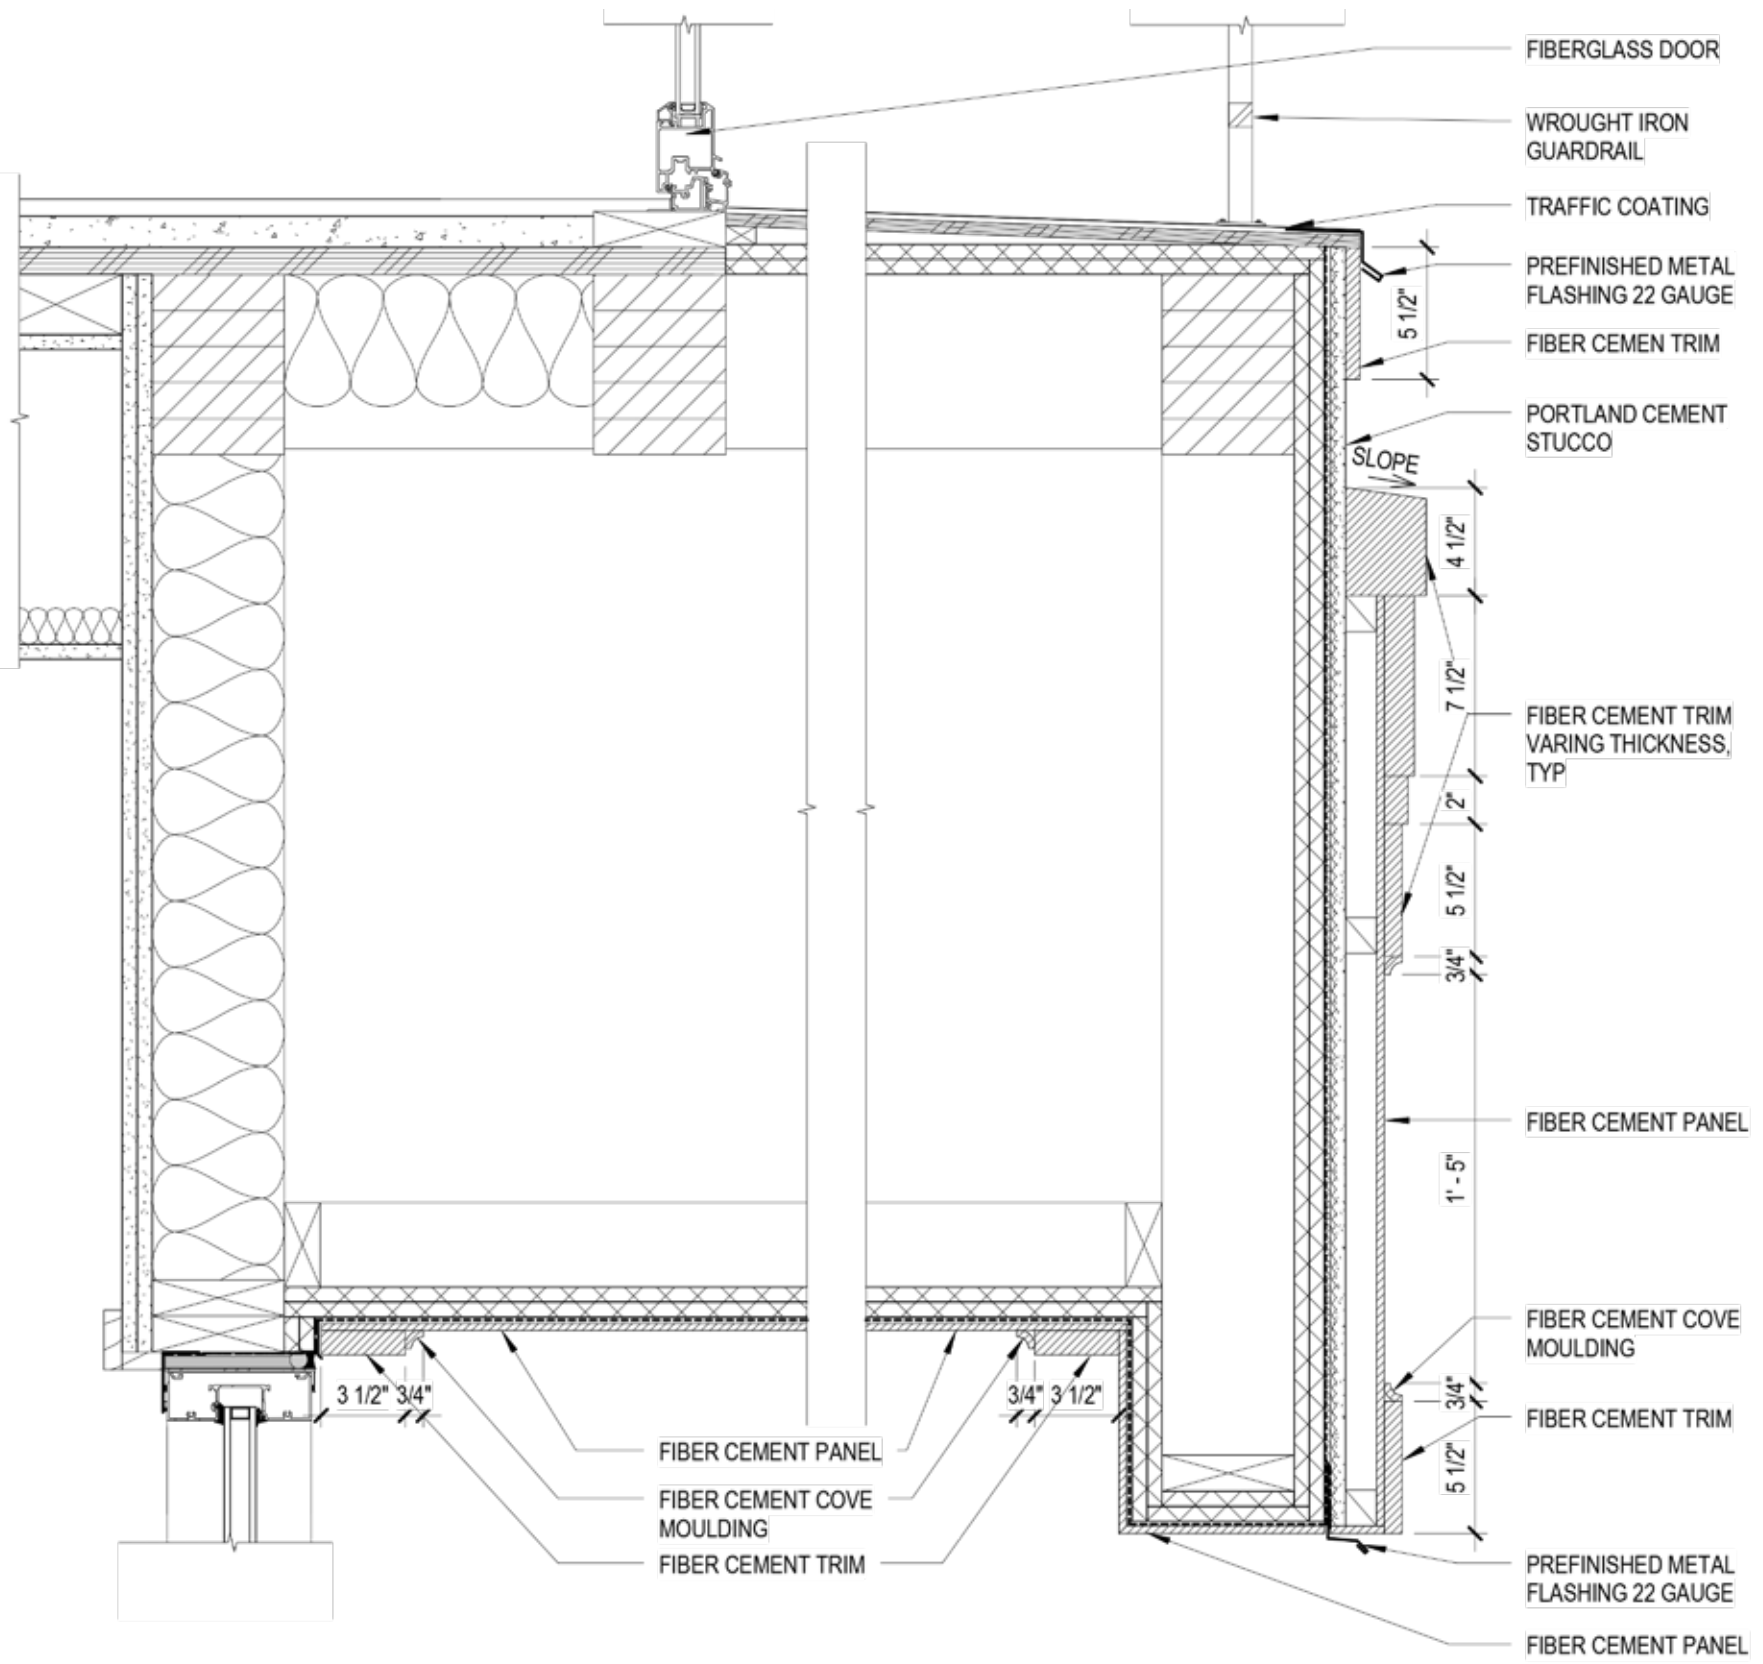 FIBERGLASS DOOR
WROUGHT IRON
GUARDRAIL
TRAFFIC COATING
PREFINISHED METAL
FLASHING 22 GAUGE
5 1/2"
FIBER CEMEN TRIM
PORTLAND CEMENT
STUCCO
SLOPE
4 1/2"
7 1/2"
FIBER CEMENT TRIM
VARING THICKNESS,
TYP
2"
5 1/2"
3/4"
FIBER CEMENT PANEL
1' - 5"
FIBER CEMENT COVE
MOULDING
3/4"
FIBER CEMENT TRIM
5 1/2"
3 1/2"
3/4"
3/4"
3 1/2"
FIBER CEMENT PANEL
FIBER CEMENT COVE
MOULDING
FIBER CEMENT TRIM
PREFINISHED METAL
FLASHING 22 GAUGE
FIBER CEMENT PANEL